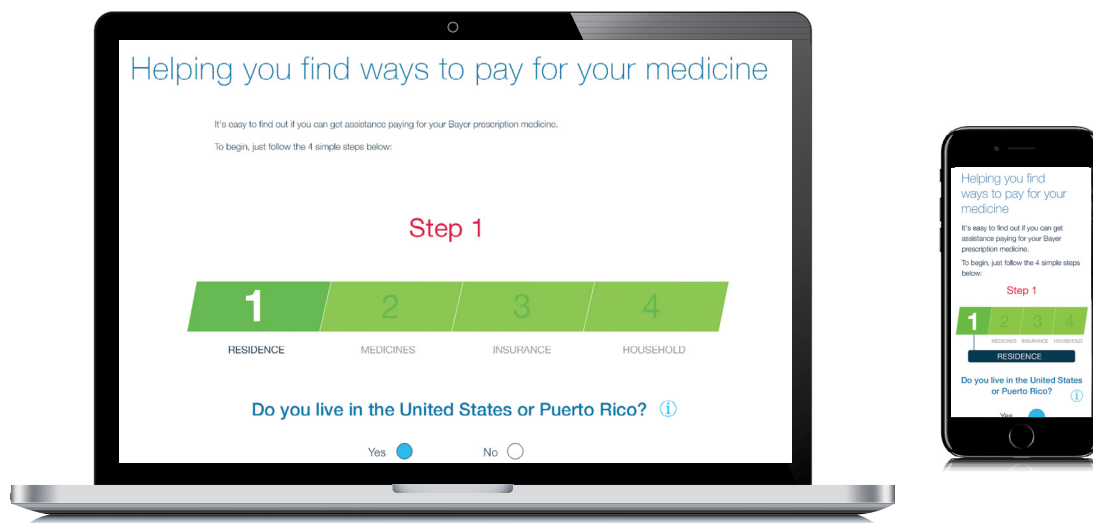 Helping you find ways to pay for your medicine
It's easy to find out if you can get assistance paying for your Bayer prescription medicine.
To begin, just follow the 4 simple steps below:
Step 1
1 2 3 4
RESIDENCE MEDICINES INSURANCE HOUSEHOLD
Do you live in the United States or Puerto Rico? i
Yes No
Helping you find
ways to pay for your
medicine
It's easy to find out if you can get
assistance paying for your Bayer
prescription medicine.
To begin, just follow the 4 simple steps
below:
Step 1
1 2 3 4
MEDICINES INSURANCE HOUSEHOLD
RESIDENCE
Do you live in the United States
or Puerto Rico? i
Yes